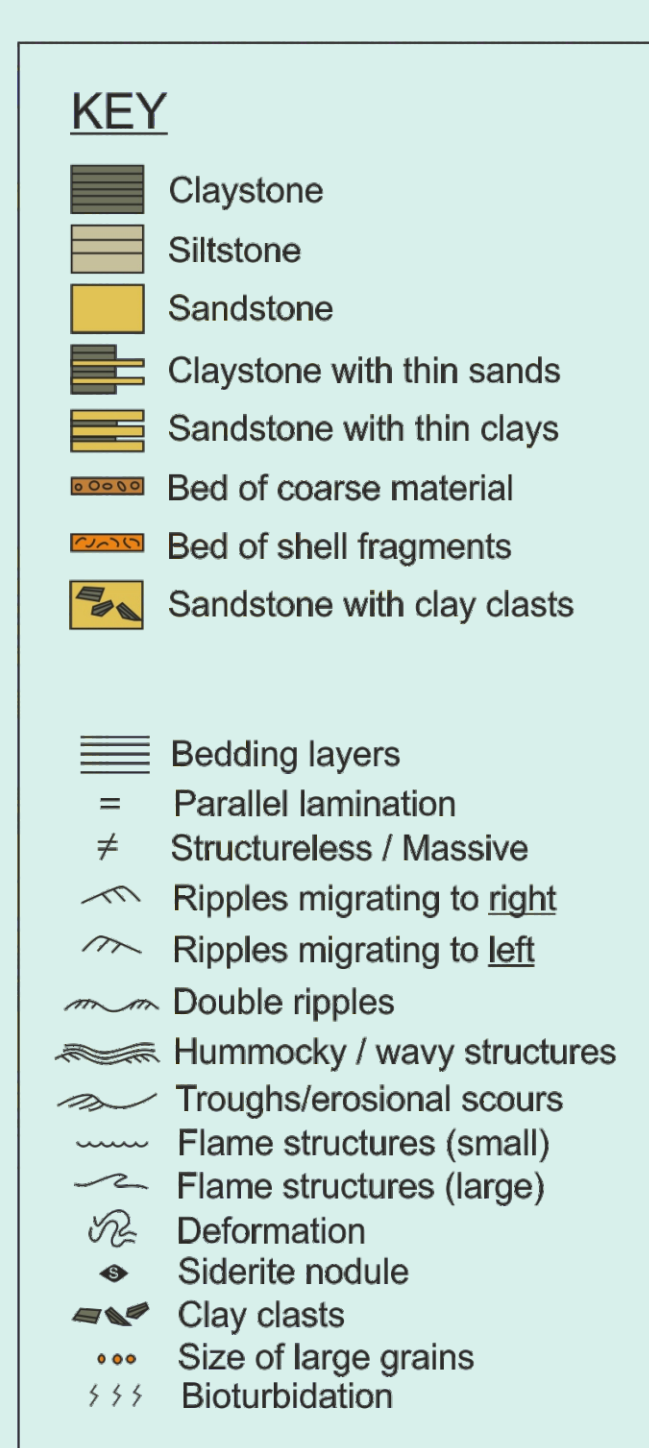 KEY
Claystone
Siltstone
Sandstone
Claystone with thin sands
Sandstone with thin clays
Bed of coarse material
Bed of shell fragments
Sandstone with clay clasts
Bedding layers
Parallel lamination
Structureless / Massive
Ripples migrating to right
Ripples migrating to left
Double ripples
Hummocky / wavy structures
Troughs/erosional scours
Flame structures (small)
Flame structures (large)
Deformation
S Siderite nodule
Clay clasts
Size of large grains
Bioturbidation